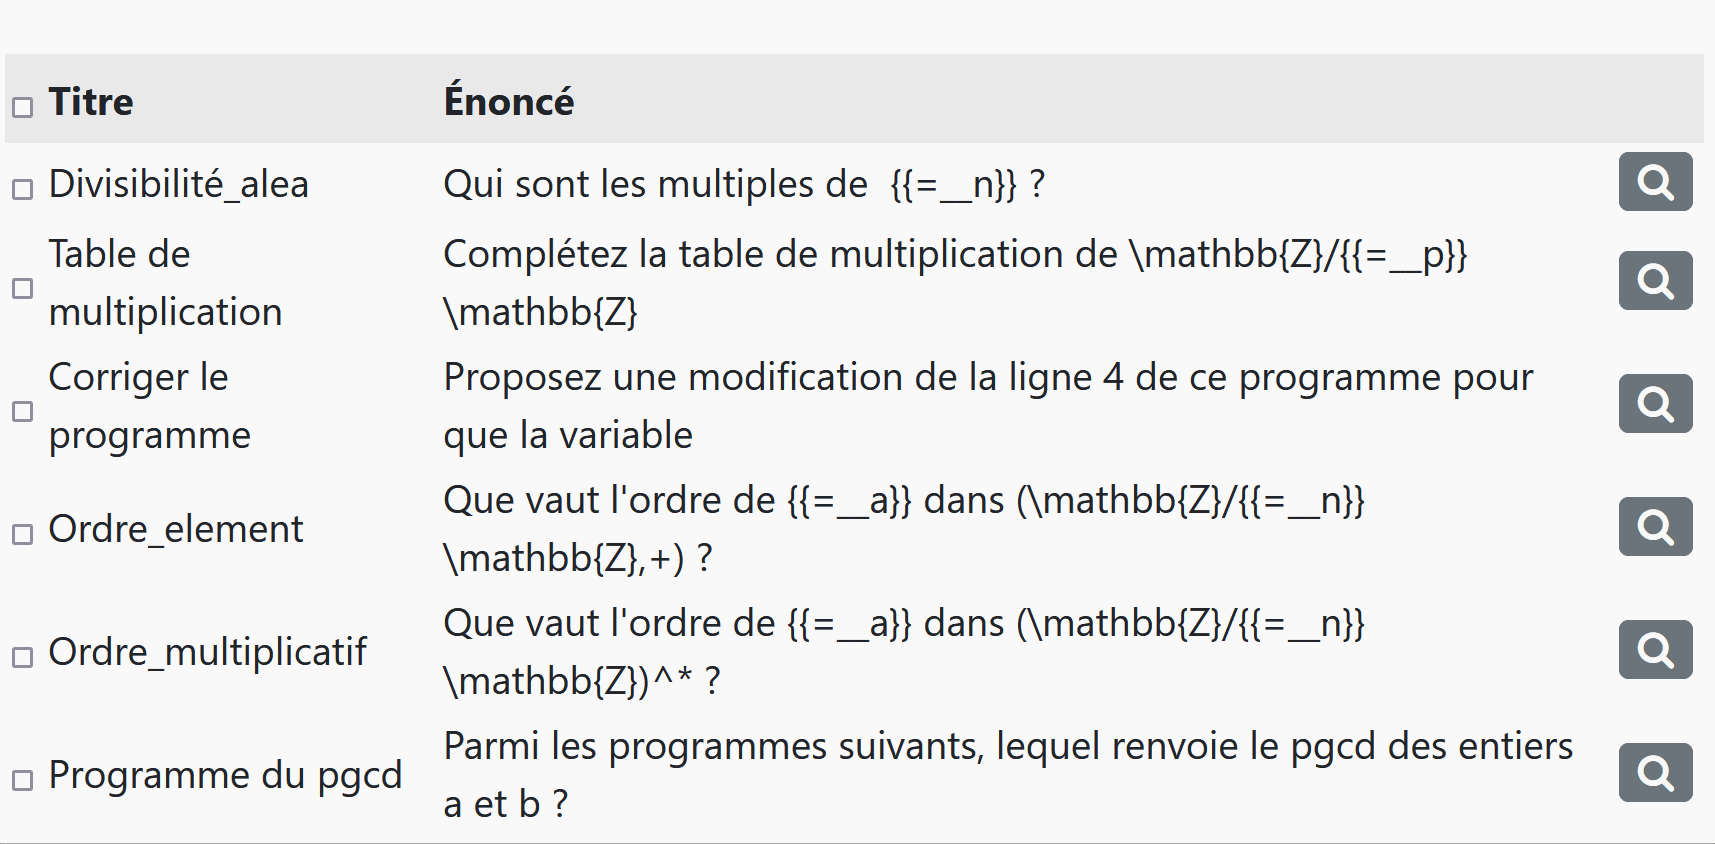 Titre Énoncé
Divisibilité_alea Qui sont les multiples de {{=__n}} ?
Table de multiplication
Complétez la table de multiplication de \mathbb{Z}/{{=__p}}
\mathbb{Z}
Corriger le
programme
Proposez une modification de la ligne 4 de ce programme pour
que la variable
Ordre_element
Que vaut l'ordre de {{=__a}} dans (\mathbb{Z}/{{=__n}}
\mathbb{Z},+) ?
Ordre_multiplicatif
Que vaut l'ordre de {{=__a}} dans (\mathbb{Z}/{{=__n}}
\mathbb{Z})^* ?
Programme du pgcd
Parmi les programmes suivants, lequel renvoie le pgcd des entiers
a et b ?